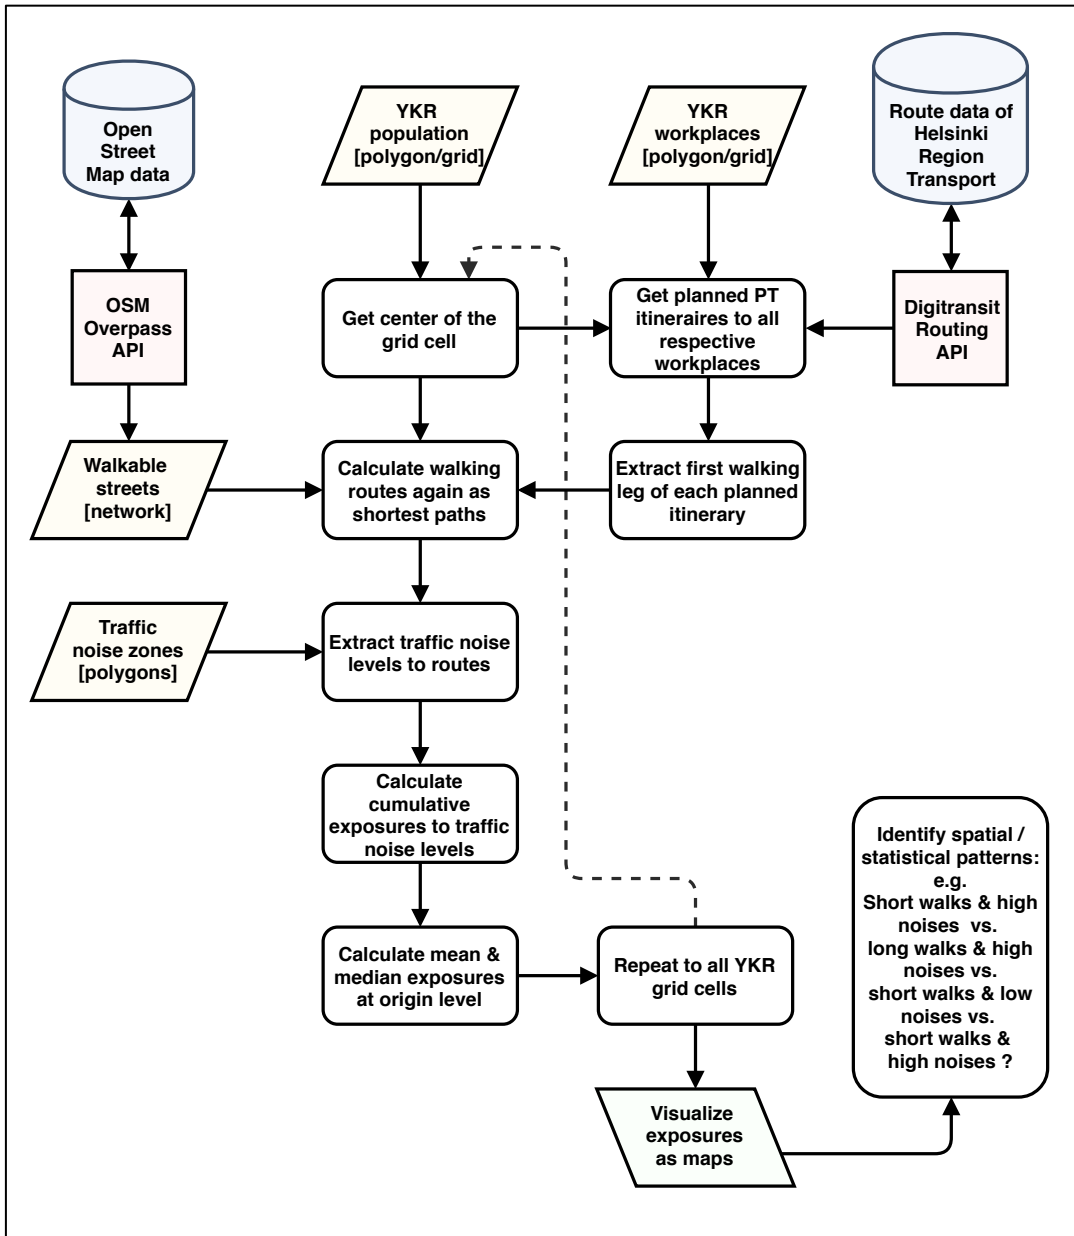 Open
Street
Map data
YKR
population
[polygon/grid]
YKR
workplaces
[polygon/grid]
Route data of
Helsinki
Region
Transport
OSM
Overpass
API
Get center of the
grid cell
Get planned PT
itineraires to all
respective
workplaces
Digitransit
Routing
API
Walkable
streets
[network]
Calculate walking
routes again as
shortest paths
Extract first walking
leg of each planned
itinerary
Traffic
noise zones
[polygons]
Extract traffic noise
levels to routes
Calculate
cumulative
exposures to traffic
noise levels
Calculate mean &
median exposures
at origin level
Repeat to all YKR
grid cells
Identify spatial /
statistical patterns:
e.g.
Short walks & high
noises vs.
long walks & high
noises vs.
short walks & low
noises vs.
short walks &
high noises ?
Visualize
exposures
as maps